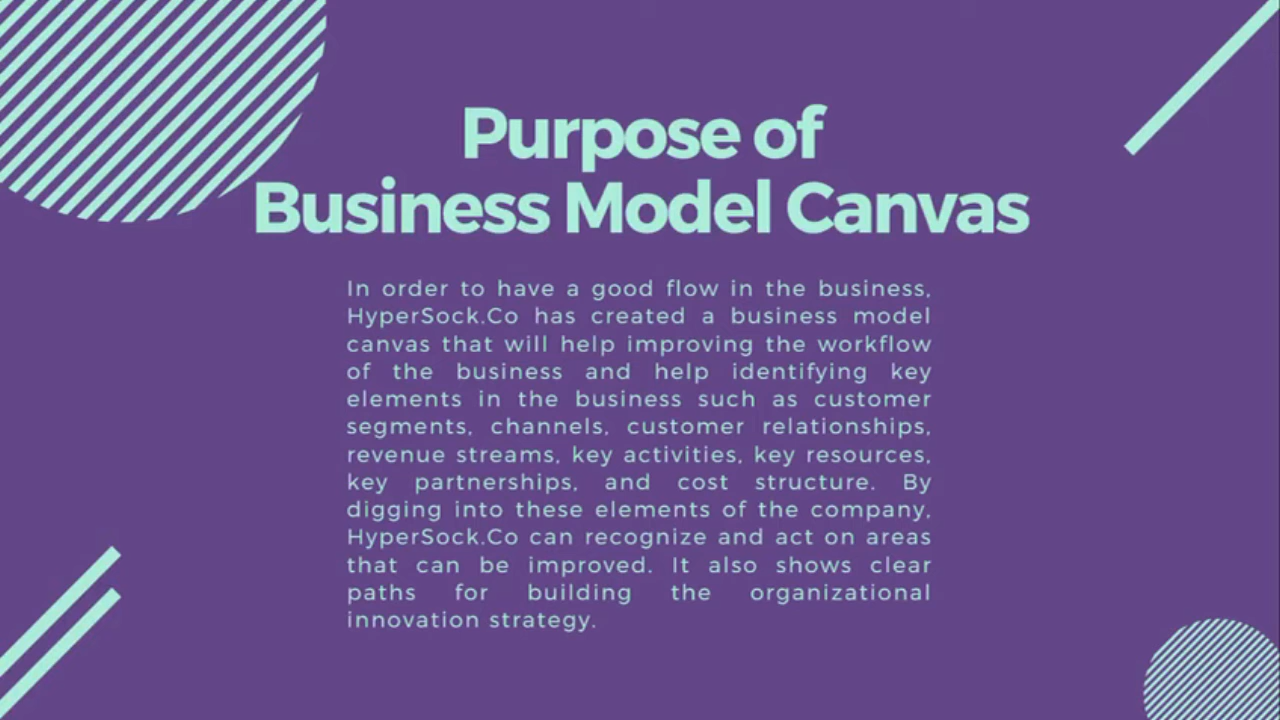 Purpose of
Business Model Canvas
In order to have a good flow in the business,
HyperSock.Co has created a business model
canvas that will help improving the workflow
of the business and help identifying key
elements in the business such as customer
segments, channels, customer relationships,
revenue streams, key activities, key resources,
key partnerships, and cost structure. By
digging into these elements of the company,
HyperSock.Co can recognize and act on areas
that can be improved. It also shows clear
paths for building the organizational
innovation strategy.